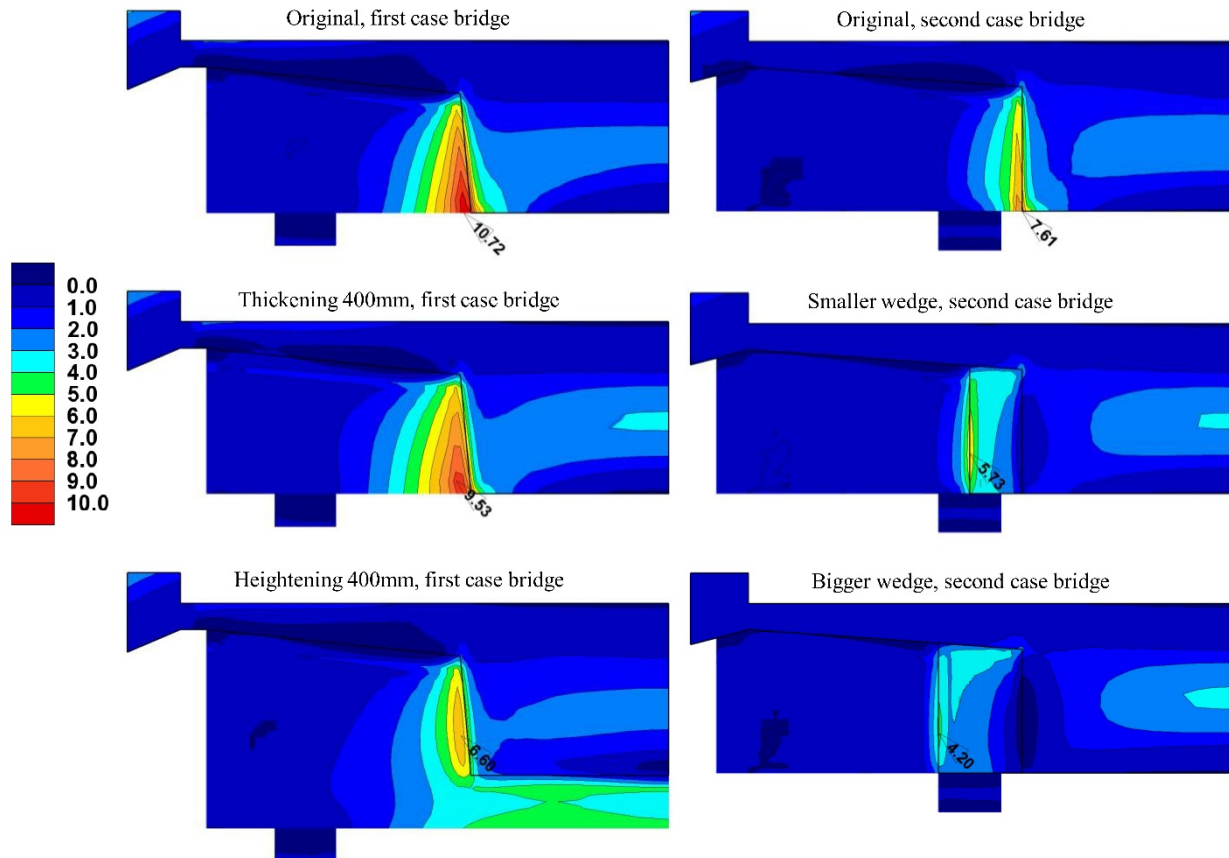 Original, first case bridge
Original, second case bridge
10.72
7.61
0.0
1.0
2.0
3.0
4.0
5.0
6.0
7.0
8.0
9.0
10.0
Thickening 400mm, first case bridge
Smaller wedge, second case bridge
9.53
5.73
Heightening 400mm, first case bridge
Bigger wedge, second case bridge
6.60
4.20